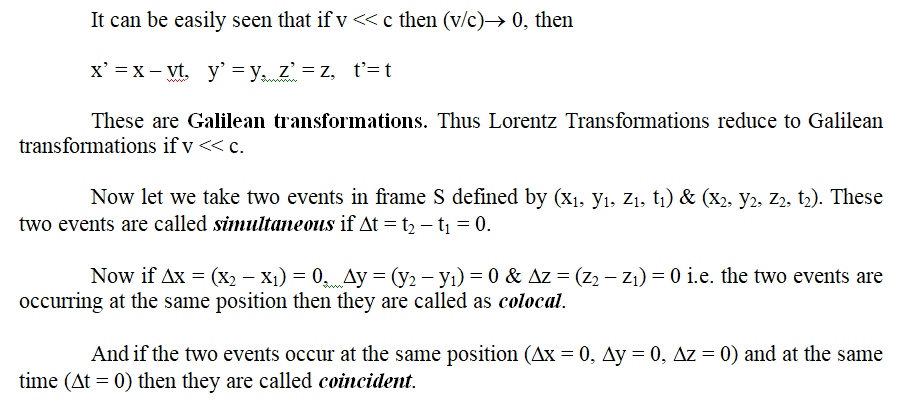 It can be easily seen that if v << c then (v/c)→ 0, then
x’ = x – vt, y’ = y, z’ = z, t’= t
These are Galilean transformations. Thus Lorentz Transformations reduce to Galilean
transformations if v << c.
Now let we take two events in frame S defined by (x₁, y₁, z₁, t₁) & (x₂, y₂, z₂, t₂). These
two events are called simultaneous if Δt = t₂ – t₁ = 0.
Now if Δx = (x₂ – x₁) = 0, Δy = (y₂ – y₁) = 0 & Δz = (z₂ – z₁) = 0 i.e. the two events are
occurring at the same position then they are called as colocal.
And if the two events occur at the same position (Δx = 0, Δy = 0, Δz = 0) and at the same
time (Δt = 0) then they are called coincident.